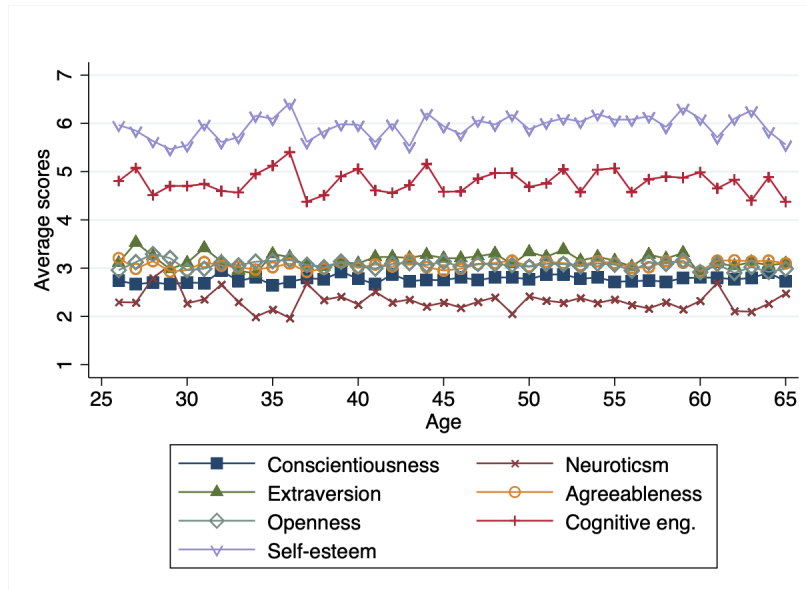 Average scores
7
6
5
4
3
2
1
25 30 35 40 45 50 55 60 65
Age
Conscientiousness Neuroticsm
Extraversion Agreeableness
Openness Cognitive eng.
Self-esteem